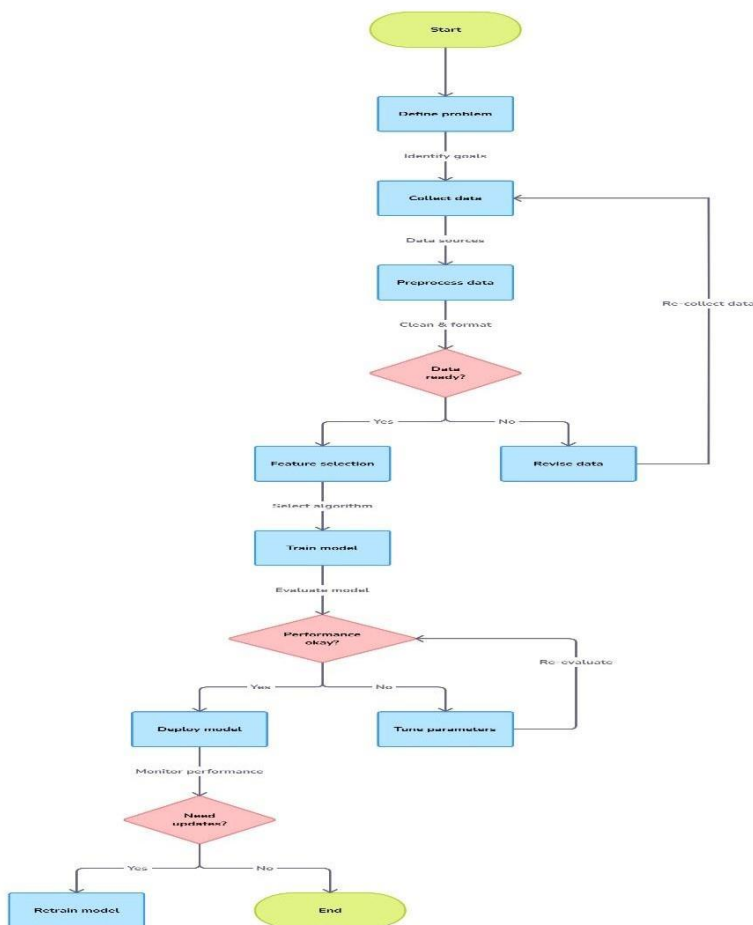 Start
Define problem
Identify goals
Collect data
Data sources
Preprocess data
Re-collect data
Clean & format
Data
ready?
Yes
No
Feature selection
Revise data
Select algorithm
Train model
Evaluate model
Performance
okay?
Re-evaluate
Yes
No
Deploy model
Tune parameters
Monitor performance
Need
updatex?
Yes
No
Retrain model
End